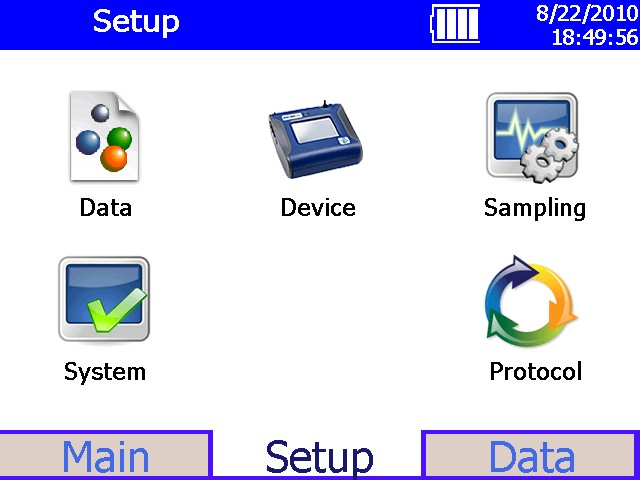 Setup
8/22/2010
18:49:56
Data
Device
Sampling
System
Protocol
Main
Setup
Data